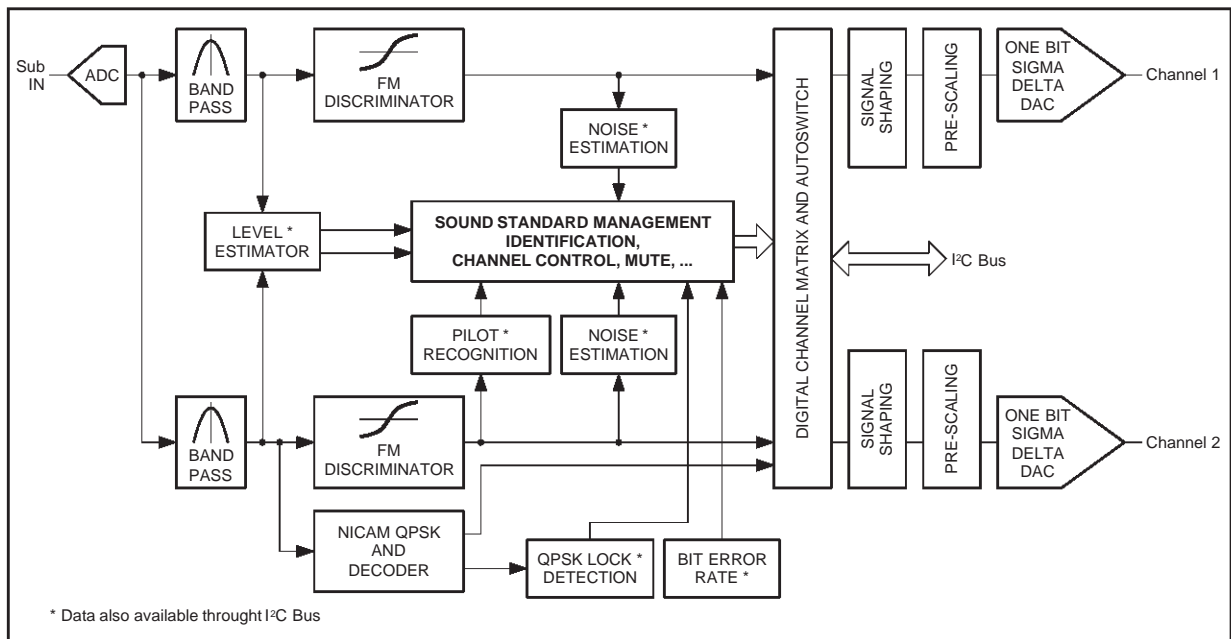 Sub
IN
ADC
BAND
PASS
FM
DISCRIMINATOR
NOISE *
ESTIMATION
LEVEL *
ESTIMATOR
SOUND STANDARD MANAGEMENT
IDENTIFICATION,
CHANNEL CONTROL, MUTE, ...
PILOT *
RECOGNITION
NOISE *
ESTIMATION
BAND
PASS
FM
DISCRIMINATOR
NICAM QPSK
AND
DECODER
QPSK LOCK *
DETECTION
BIT ERROR
RATE *
DIGITAL CHANNEL MATRIX AND AUTOSWITCH
SIGNAL
SHAPING
PRE-SCALING
ONE BIT
SIGMA
DELTA
DAC
Channel 1
I²C Bus
SIGNAL
SHAPING
PRE-SCALING
ONE BIT
SIGMA
DELTA
DAC
Channel 2
* Data also available throught I²C Bus